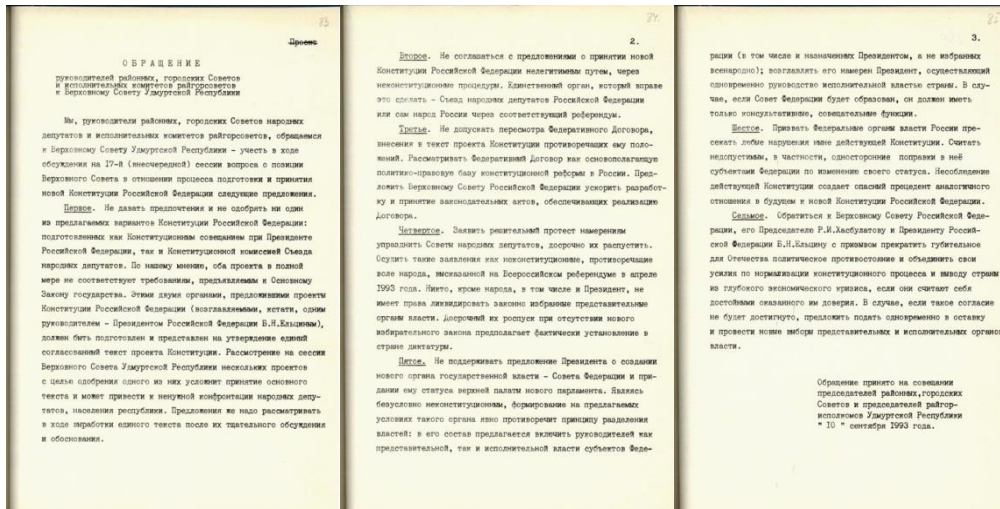 83
Проект
ОБРАЩЕНИЕ
руководителей районных, городских Советов
и исполнительных комитетов райгорсоветов
к Верховному Совету Удмуртской Республики
Мы, руководители районных, городских Советов народных
депутатов и исполнительных комитетов райгорсоветов, обращаемся
к Верховному Совету Удмуртской Республики - учесть в ходе
обсуждения на 17-й (внеочередной) сессии вопроса о позиции
Верховного Совета в отношении процесса подготовки и принятия
новой Конституции Российской Федерации следующие предложения.
Первое. Не давать предпочтения и не одобрять ни один
из предлагаемых вариантов Конституции Российской Федерации:
подготовленных как Конституционным совещанием при Президенте
Российской Федерации, так и Конституционной комиссией Съезда
народных депутатов. По нашему мнению, оба проекта в полной
мере не соответствуют требованиям, предъявляемым к Основному
Закону государства. Этими двумя органами, предложившими проекты
Конституции Российской Федерации (возглавляемыми, кстати, одним
руководителем - Президентом Российской Федерации Б.Н.Ельциным),
должен быть подготовлен и представлен на утверждение единый
согласованный текст проекта Конституции. Рассмотрение на сессии
Верховного Совета Удмуртской Республики нескольких проектов
с целью одобрения одного из них усложнит принятие основного
текста и может привести к ненужной конфронтации народных депу-
татов, населения республики. Предложения же надо рассматривать
в ходе выработки единого текста после их тщательного обсуждения
и обоснования.
84.
2.
Второе. Не соглашаться с предложениями о принятии новой
Конституции Российской Федерации нелегитимным путем, через
неконституционные процедуры. Единственный орган, который вправе
это сделать - Съезд народных депутатов Российской Федерации
или сам народ России через соответствующий референдум.
Третье. Не допускать пересмотра Федеративного Договора,
внесения в текст проекта Конституции противоречащих ему поло-
жений. Рассматривать Федеративный Договор как основополагающую
политико-правовую базу конституционной реформы в России. Пред-
ложить Верховному Совету Российской Федерации ускорить разработ-
ку и принятие законодательных актов, обеспечивающих реализацию
Договора.
Четвертое. Заявить решительный протест намерениям
упразднить Советы народных депутатов, досрочно их распустить.
Осудить такие заявления как неконституционные, противоречащие
воле народа, высказанной на Всероссийском референдуме в апреле
1993 года. Никто, кроме народа, в том числе и Президент, не
имеет права ликвидировать законно избранные представительные
органы власти. Досрочный их роспуск при отсутствии нового
избирательного закона предполагает фактически установление в
стране диктатуры.
Пятое. Не поддерживать предложение Президента о создании
нового органа государственной власти - Совета Федерации и при-
дании ему статуса верхней палаты нового парламента. Являясь
безусловно неконституционным, формирование на предлагаемых
условиях такого органа явно противоречит принципу разделения
властей: в его состав предлагается включить руководителей как
представительной, так и исполнительной власти субъектов Феде-
85
3.
рации (в том числе и назначенных Президентом, а не избранных
всенародно); возглавлять его намерен Президент, осуществляющий
одновременно руководство исполнительной властью страны. В слу-
чае, если Совет Федерации будет образован, он должен иметь
только консультативные, совещательные функции.
Шестое. Призвать Федеральные органы власти России пре-
секать любые нарушения ныне действующей Конституции. Считать
недопустимым, в частности, односторонние поправки в неё
субъектами Федерации по изменению своего статуса. Несоблюдение
действующей Конституции создает опасный прецедент аналогичного
отношения в будущем к новой Конституции Российской Федерации.
Седьмое. Обратиться к Верховному Совету Российской Феде-
рации, его Председателю Р.И.Хасбулатову и Президенту Россий-
ской Федерации Б.Н.Ельцину с призывом прекратить губительное
для Отечества политическое противостояние и объединить свои
усилия по нормализации конституционного процесса и выводу страны
из глубокого экономического кризиса, если они считают себя
достойными оказанного им доверия. В случае, если такое согласие
не будет достигнуто, предложить подать одновременно в оставку
и провести новые выборы представительных и исполнительных органов
власти.
Обращение принято на совещании
председателей районных,городских
Советов и председателей райгор-
исполкомов Удмуртской Республики
" 10 " сентября 1993 года.